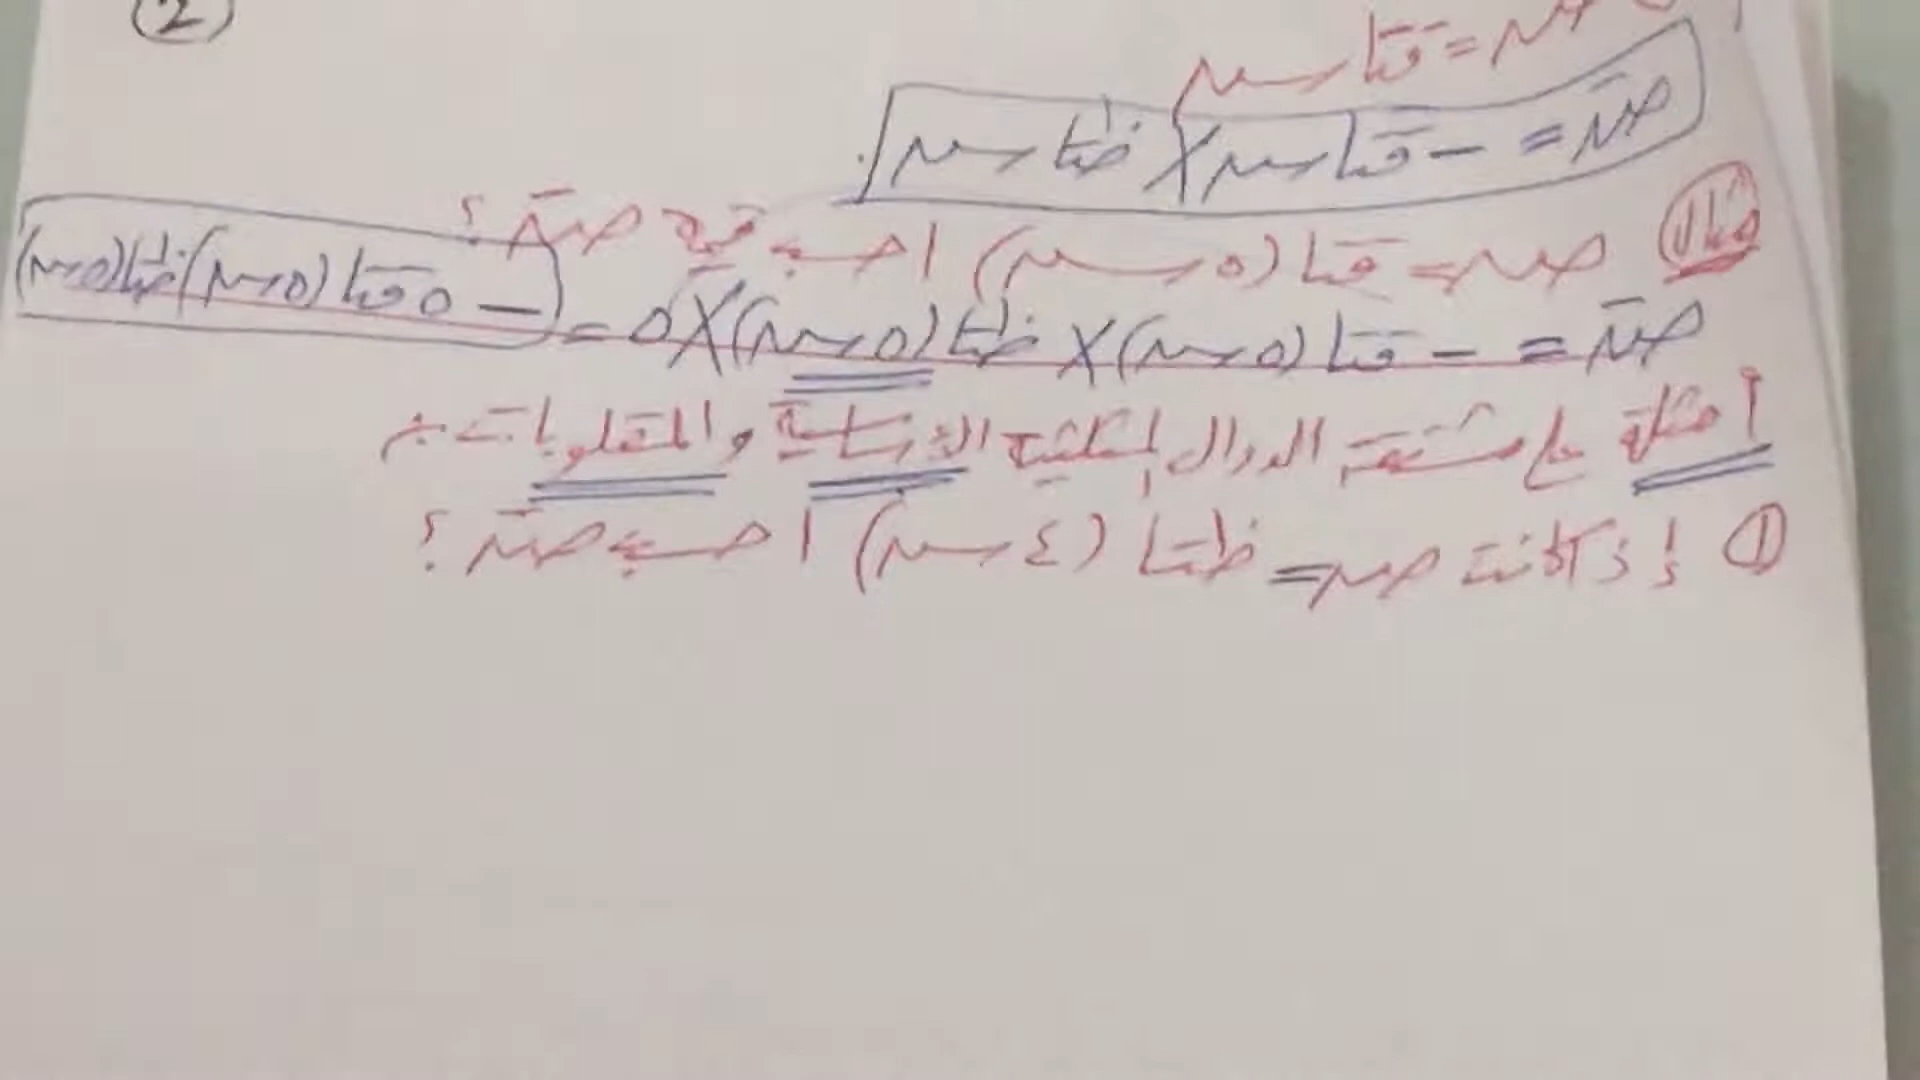 2
ص = قتا س
صَ = - قتا س × ظتا س
مثال ص = قتا (٥ س) احسب قيمة صَ ؟
صَ = - قتا (٥ س) × ظتا (٥ س) × ٥ = - ٥ قتا (٥ س) ظتا (٥ س)
أمثلة على مشتقة الدوال المثلثية الأساسية والمقلوبات :-
① إذا كانت ص = ظتا (٤ س) احسب صَ ؟